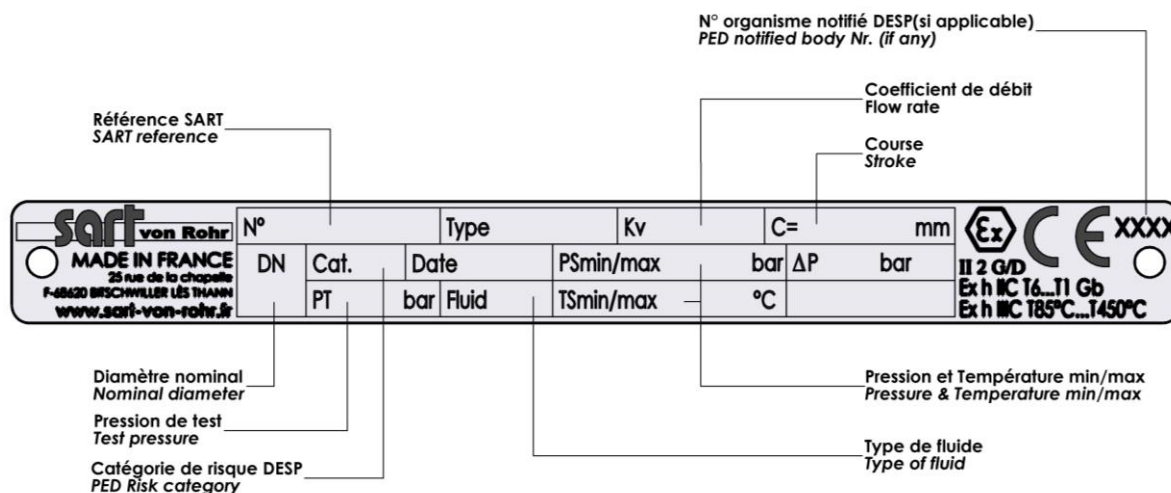 N° organisme notifié DESP(si applicable)
PED notified body Nr. (if any)
Coefficient de débit
Flow rate
Référence SART
SART reference
Course
Stroke
sart von Rohr
MADE IN FRANCE
25 rue de la chapelle
F-68620 BITSCHWILLER LÈS THANN
www.sart-von-rohr.fr
N° Type Kv C= mm
DN Cat. Date PSmin/max bar ΔP bar
PT bar Fluid TSmin/max °C
Ex CE XXXX
II 2 G/D
Ex h IIC T6...T1 Gb
Ex h IIIC T85°C...T450°C
Diamètre nominal
Nominal diameter
Pression de test
Test pressure
Catégorie de risque DESP
PED Risk category
Pression et Température min/max
Pressure & Temperature min/max
Type de fluide
Type of fluid